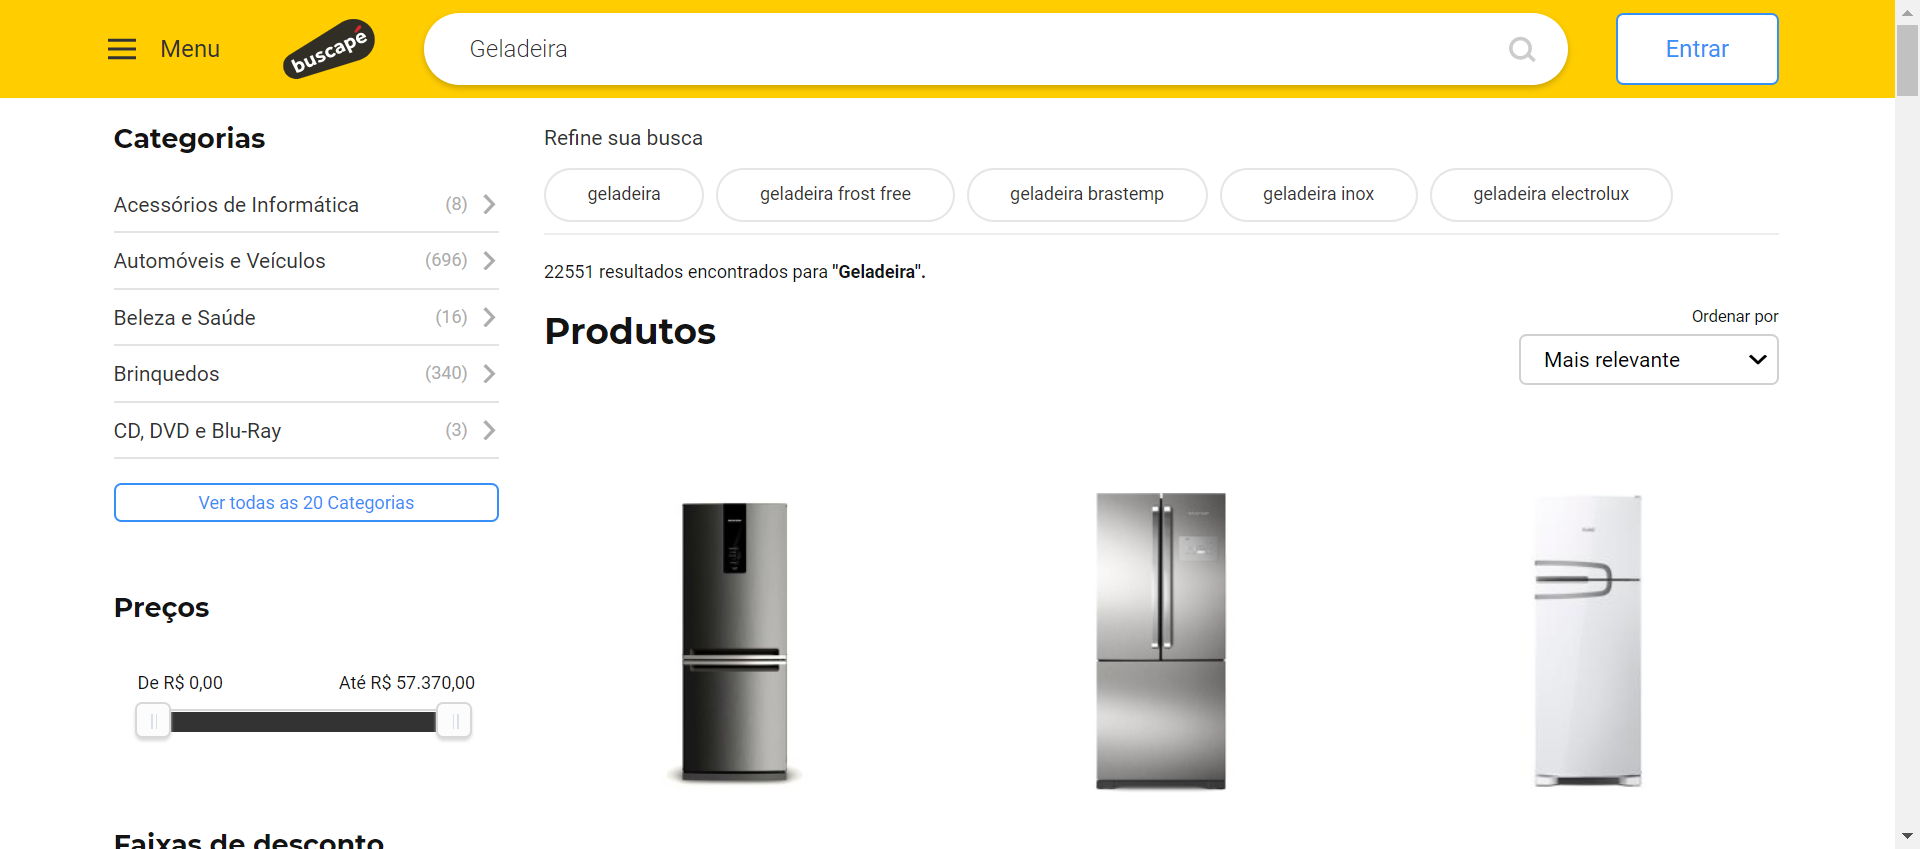 Menu
buscapé
Geladeira
Entrar
Categorias
Acessórios de Informática (8)
Automóveis e Veículos (696)
Beleza e Saúde (16)
Brinquedos (340)
CD, DVD e Blu-Ray (3)
Ver todas as 20 Categorias
Preços
De R$ 0,00 Até R$ 57.370,00
Faixas de desconto
Refine sua busca
geladeira
geladeira frost free
geladeira brastemp
geladeira inox
geladeira electrolux
22551 resultados encontrados para "Geladeira".
Produtos
Ordenar por
Mais relevante